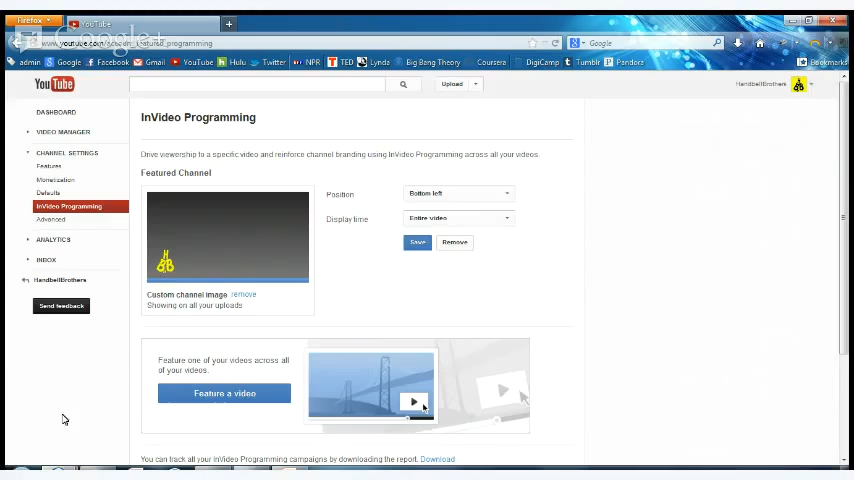 Firefox
YouTube
Google+
www.youtube.com/account_featured_programming
Google
admin Google Facebook Gmail YouTube Hulu Twitter NPR TED Lynda Big Bang Theory Coursera DigiCamp Tumblr Pandora Bookmarks
YouTube
Upload
HandbellBrothers
DASHBOARD
VIDEO MANAGER
CHANNEL SETTINGS
Features
Monetization
Defaults
InVideo Programming
Advanced
ANALYTICS
INBOX
HandbellBrothers
Send feedback
InVideo Programming
Drive viewership to a specific video and reinforce channel branding using InVideo Programming across all your videos.
Featured Channel
Position Bottom left
Display time Entire video
Save Remove
Custom channel image remove
Showing on all your uploads
Feature one of your videos across all
of your videos.
Feature a video
You can track all your InVideo Programming campaigns by downloading the report. Download